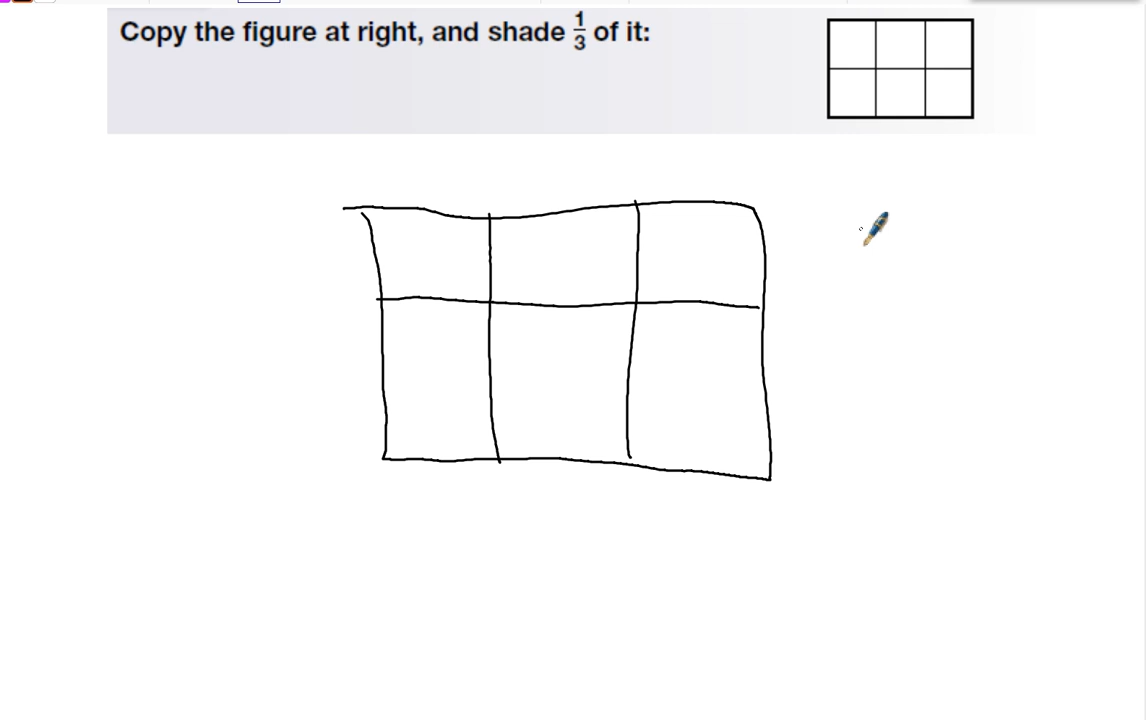 Copy the figure at right, and shade 1/3 of it: